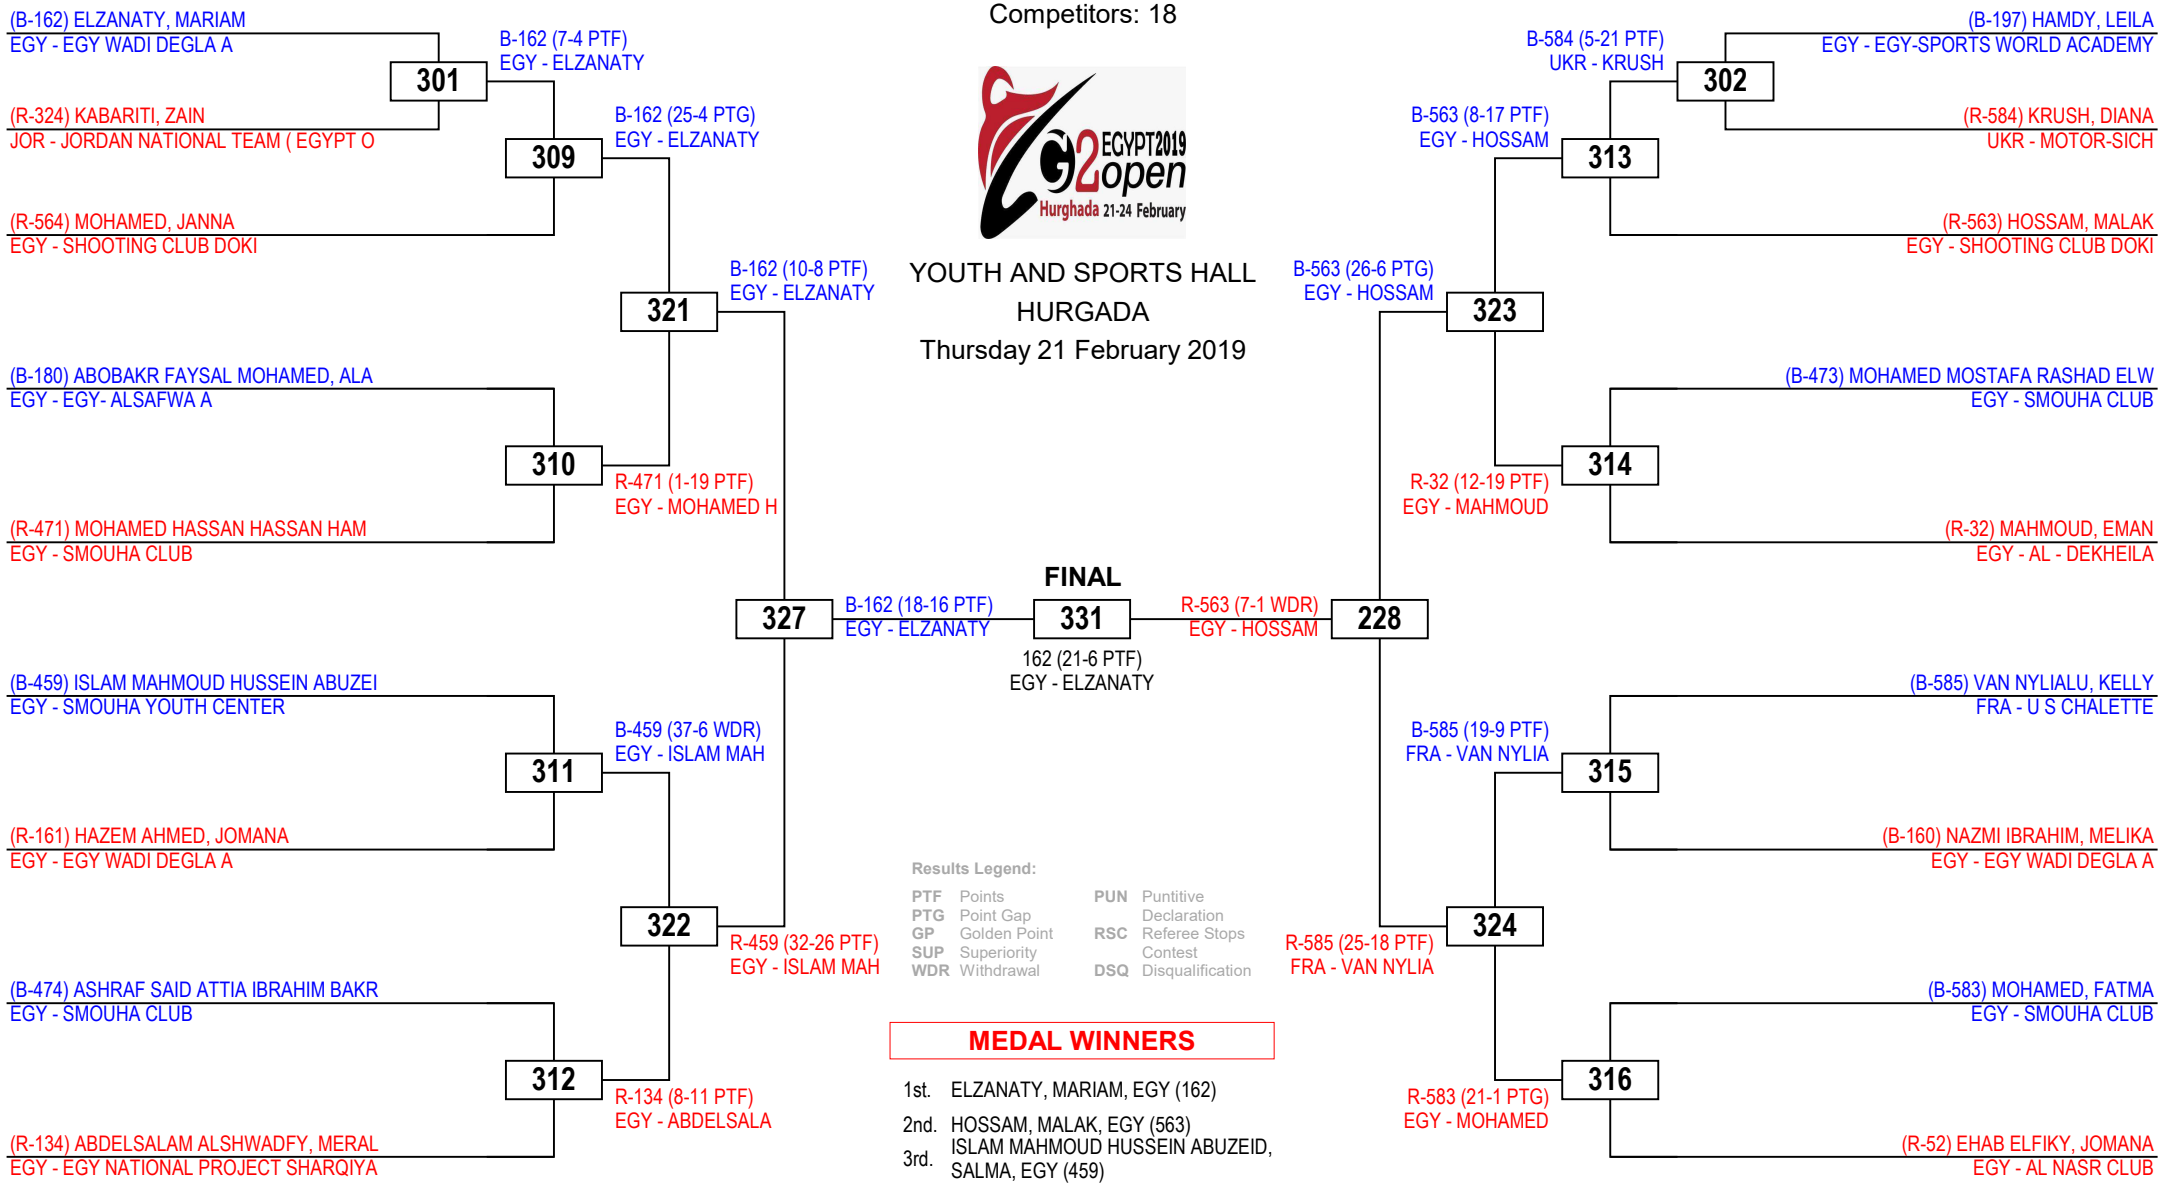 Competitors: 18
EGYPT2019
G2 open
Hurghada 21-24 February
YOUTH AND SPORTS HALL
HURGADA
Thursday 21 February 2019
(B-162) ELZANATY, MARIAM
EGY - EGY WADI DEGLA A
(R-324) KABARITI, ZAIN
JOR - JORDAN NATIONAL TEAM ( EGYPT O
(R-564) MOHAMED, JANNA
EGY - SHOOTING CLUB DOKI
(B-180) ABOBAKR FAYSAL MOHAMED, ALA
EGY - EGY- ALSAFWA A
(R-471) MOHAMED HASSAN HASSAN HAM
EGY - SMOUHA CLUB
(B-459) ISLAM MAHMOUD HUSSEIN ABUZEI
EGY - SMOUHA YOUTH CENTER
(R-161) HAZEM AHMED, JOMANA
EGY - EGY WADI DEGLA A
(B-474) ASHRAF SAID ATTIA IBRAHIM BAKR
EGY - SMOUHA CLUB
(R-134) ABDELSALAM ALSHWADFY, MERAL
EGY - EGY NATIONAL PROJECT SHARQIYA
301
B-162 (7-4 PTF)
EGY - ELZANATY
309
B-162 (25-4 PTG)
EGY - ELZANATY
310
R-471 (1-19 PTF)
EGY - MOHAMED H
311
B-459 (37-6 WDR)
EGY - ISLAM MAH
312
R-134 (8-11 PTF)
EGY - ABDELSALA
321
B-162 (10-8 PTF)
EGY - ELZANATY
322
R-459 (32-26 PTF)
EGY - ISLAM MAH
327
B-162 (18-16 PTF)
EGY - ELZANATY
FINAL
331
162 (21-6 PTF)
EGY - ELZANATY
R-563 (7-1 WDR)
EGY - HOSSAM
228
B-563 (26-6 PTG)
EGY - HOSSAM
323
R-585 (25-18 PTF)
FRA - VAN NYLIA
324
B-563 (8-17 PTF)
EGY - HOSSAM
313
R-32 (12-19 PTF)
EGY - MAHMOUD
314
B-585 (19-9 PTF)
FRA - VAN NYLIA
315
R-583 (21-1 PTG)
EGY - MOHAMED
316
B-584 (5-21 PTF)
UKR - KRUSH
302
(B-197) HAMDY, LEILA
EGY - EGY-SPORTS WORLD ACADEMY
(R-584) KRUSH, DIANA
UKR - MOTOR-SICH
(R-563) HOSSAM, MALAK
EGY - SHOOTING CLUB DOKI
(B-473) MOHAMED MOSTAFA RASHAD ELW
EGY - SMOUHA CLUB
(R-32) MAHMOUD, EMAN
EGY - AL - DEKHEILA
(B-585) VAN NYLIALU, KELLY
FRA - U S CHALETTE
(B-160) NAZMI IBRAHIM, MELIKA
EGY - EGY WADI DEGLA A
(B-583) MOHAMED, FATMA
EGY - SMOUHA CLUB
(R-52) EHAB ELFIKY, JOMANA
EGY - AL NASR CLUB
Results Legend:
PTF Points
PTG Point Gap
GP Golden Point
SUP Superiority
WDR Withdrawal
PUN Puntitive
Declaration
RSC Referee Stops
Contest
DSQ Disqualification
MEDAL WINNERS
1st. ELZANATY, MARIAM, EGY (162)
2nd. HOSSAM, MALAK, EGY (563)
3rd. ISLAM MAHMOUD HUSSEIN ABUZEID,
SALMA, EGY (459)